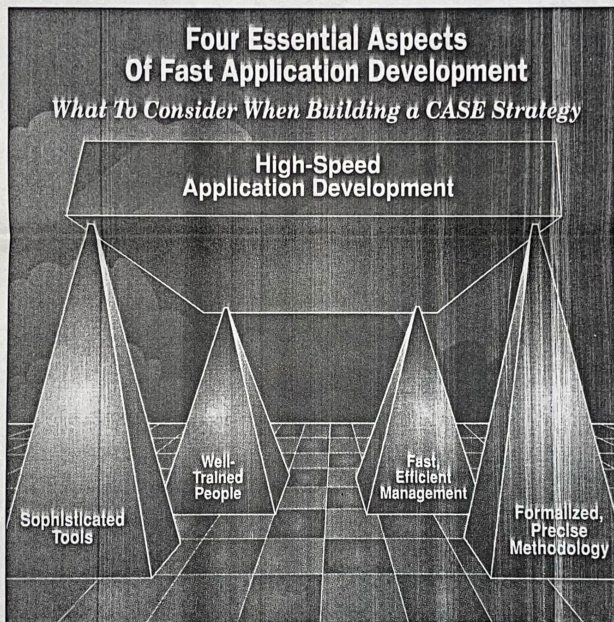 Four Essential Aspects
Of Fast Application Development
What To Consider When Building a CASE Strategy
High-Speed
Application Development
Well-
Trained
People
Fast,
Efficient
Management
Sophisticated
Tools
Formalized,
Precise
Methodology